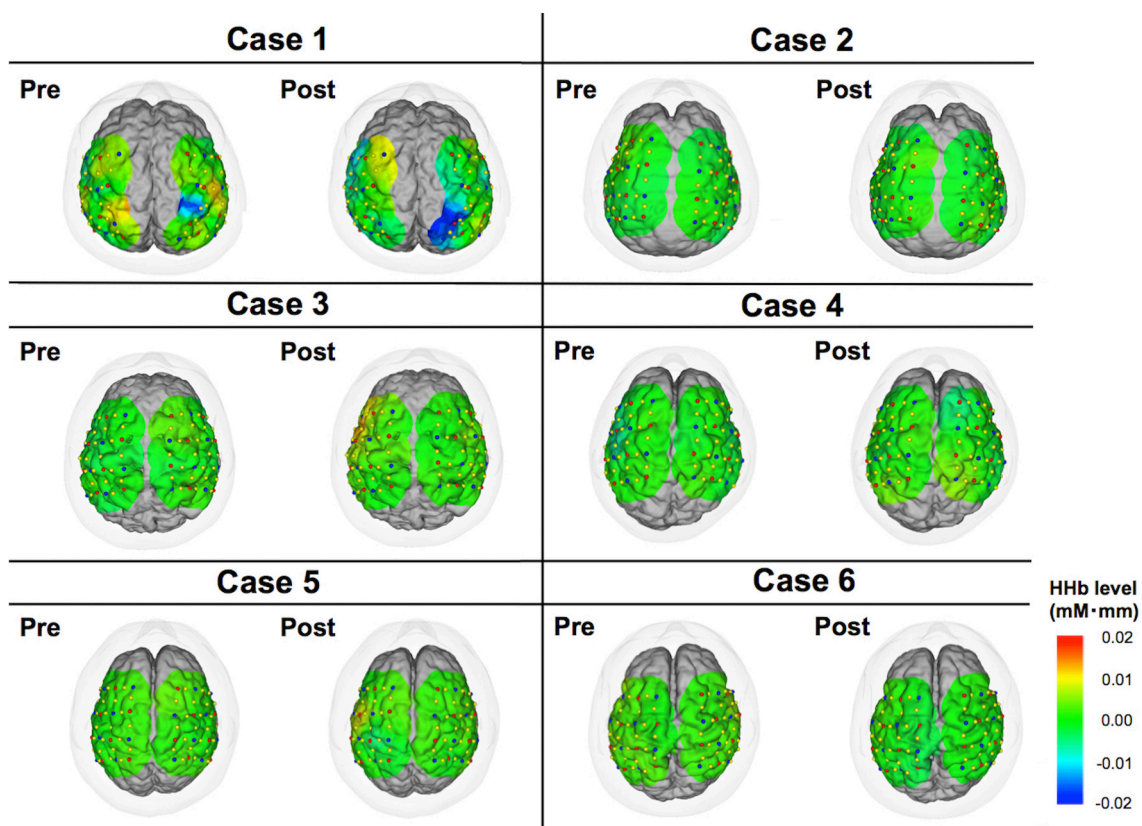 Case 1
Case 2
Pre
Post
Pre
Post
Case 3
Case 4
Pre
Post
Pre
Post
Case 5
Case 6
Pre
Post
Pre
Post
HHb level
(mM・mm)
0.02
0.01
0.00
-0.01
-0.02